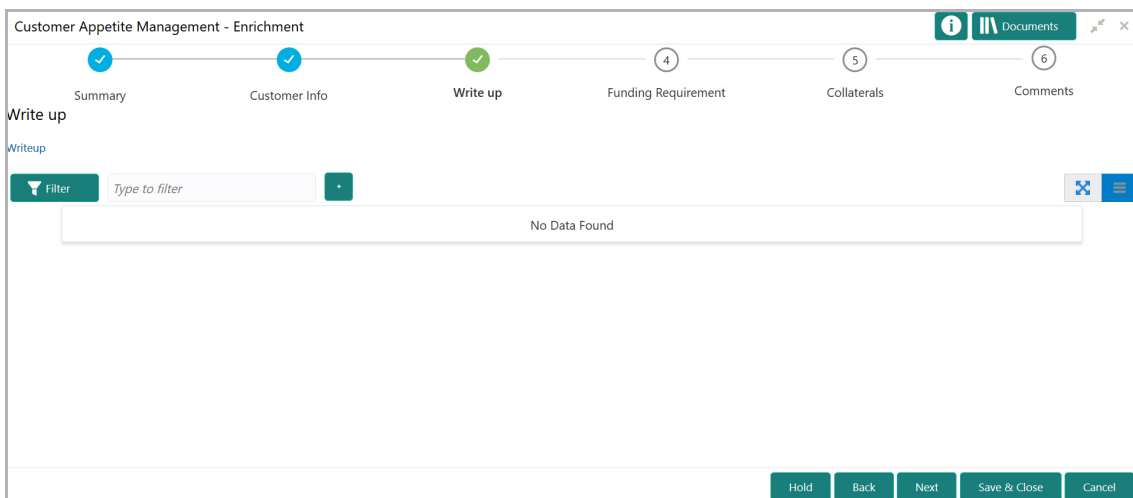 Customer Appetite Management - Enrichment
i Documents
4 5 6
Summary Customer Info Write up Funding Requirement Collaterals Comments
Write up
Writeup
Filter Type to filter +
No Data Found
Hold Back Next Save & Close Cancel